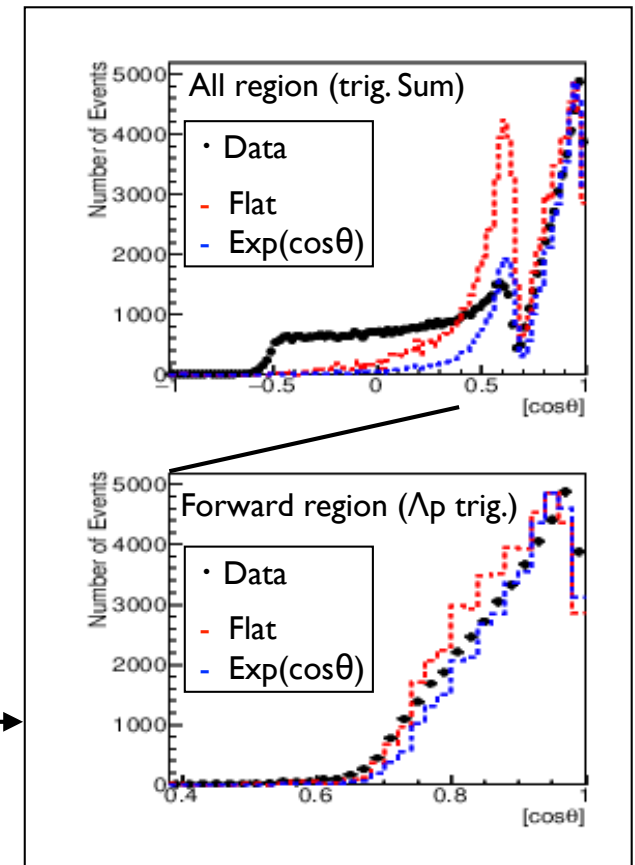 Number of Events
5000
4000
3000
2000
1000
0
All region (trig. Sum)
· Data
- Flat
- Exp(cosθ)
−1
−0.5
0
0.5
1
[cosθ]
Number of Events
5000
4000
3000
2000
1000
0
Forward region (Λp trig.)
· Data
- Flat
- Exp(cosθ)
0.4
0.6
0.8
1
[cosθ]